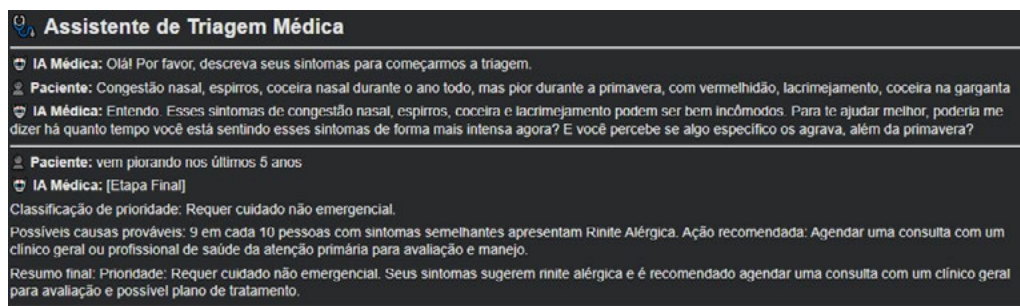 Assistente de Triagem Médica
IA Médica: Olá! Por favor, descreva seus sintomas para começarmos a triagem.
Paciente: Congestão nasal, espirros, coceira nasal durante o ano todo, mas pior durante a primavera, com vermelhidão, lacrimejamento, coceira na garganta
IA Médica: Entendo. Esses sintomas de congestão nasal, espirros, coceira e lacrimejamento podem ser bem incômodos. Para te ajudar melhor, poderia me
dizer há quanto tempo você está sentindo esses sintomas de forma mais intensa agora? E você percebe se algo específico os agrava, além da primavera?
Paciente: vem piorando nos últimos 5 anos
IA Médica: [Etapa Final]
Classificação de prioridade: Requer cuidado não emergencial.
Possíveis causas prováveis: 9 em cada 10 pessoas com sintomas semelhantes apresentam Rinite Alérgica. Ação recomendada: Agendar uma consulta com um
clínico geral ou profissional de saúde da atenção primária para avaliação e manejo.
Resumo final: Prioridade: Requer cuidado não emergencial. Seus sintomas sugerem rinite alérgica e é recomendado agendar uma consulta com um clínico geral
para avaliação e possível plano de tratamento.